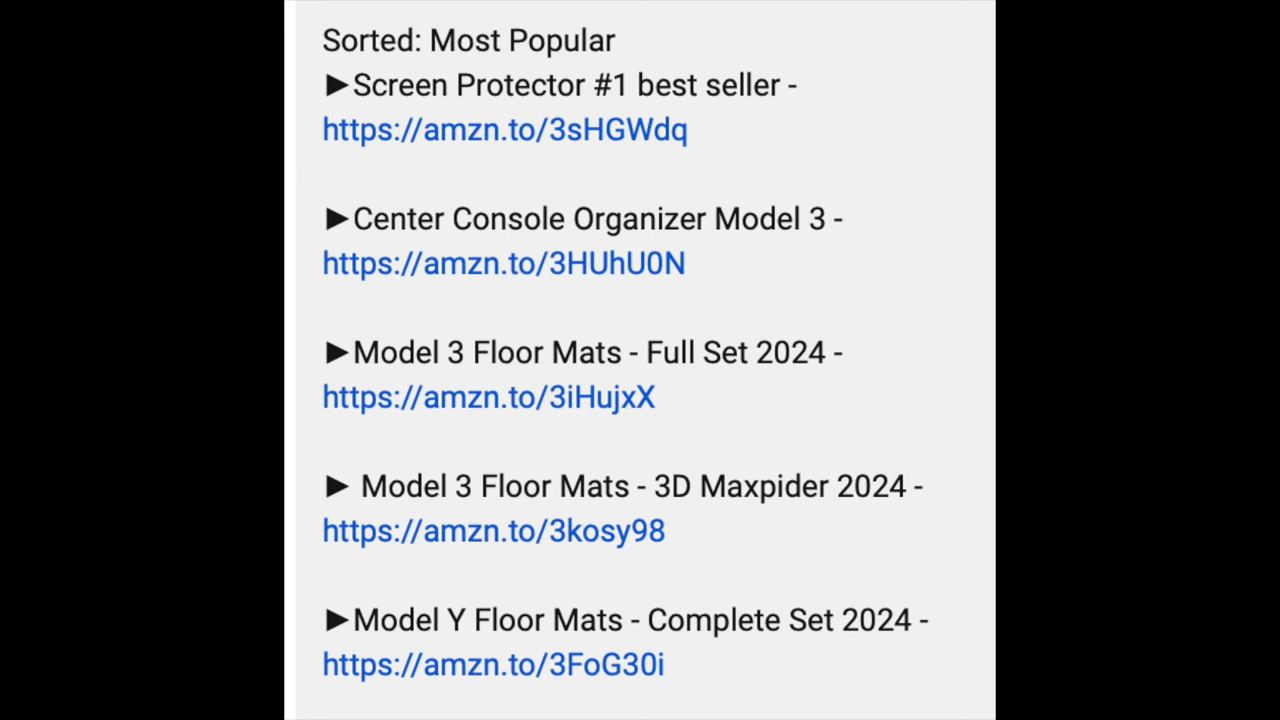 Sorted: Most Popular
►Screen Protector #1 best seller -
https://amzn.to/3sHGWdq
►Center Console Organizer Model 3 -
https://amzn.to/3HUhU0N
►Model 3 Floor Mats - Full Set 2024 -
https://amzn.to/3iHujxX
► Model 3 Floor Mats - 3D Maxpider 2024 -
https://amzn.to/3kosy98
►Model Y Floor Mats - Complete Set 2024 -
https://amzn.to/3FoG30i